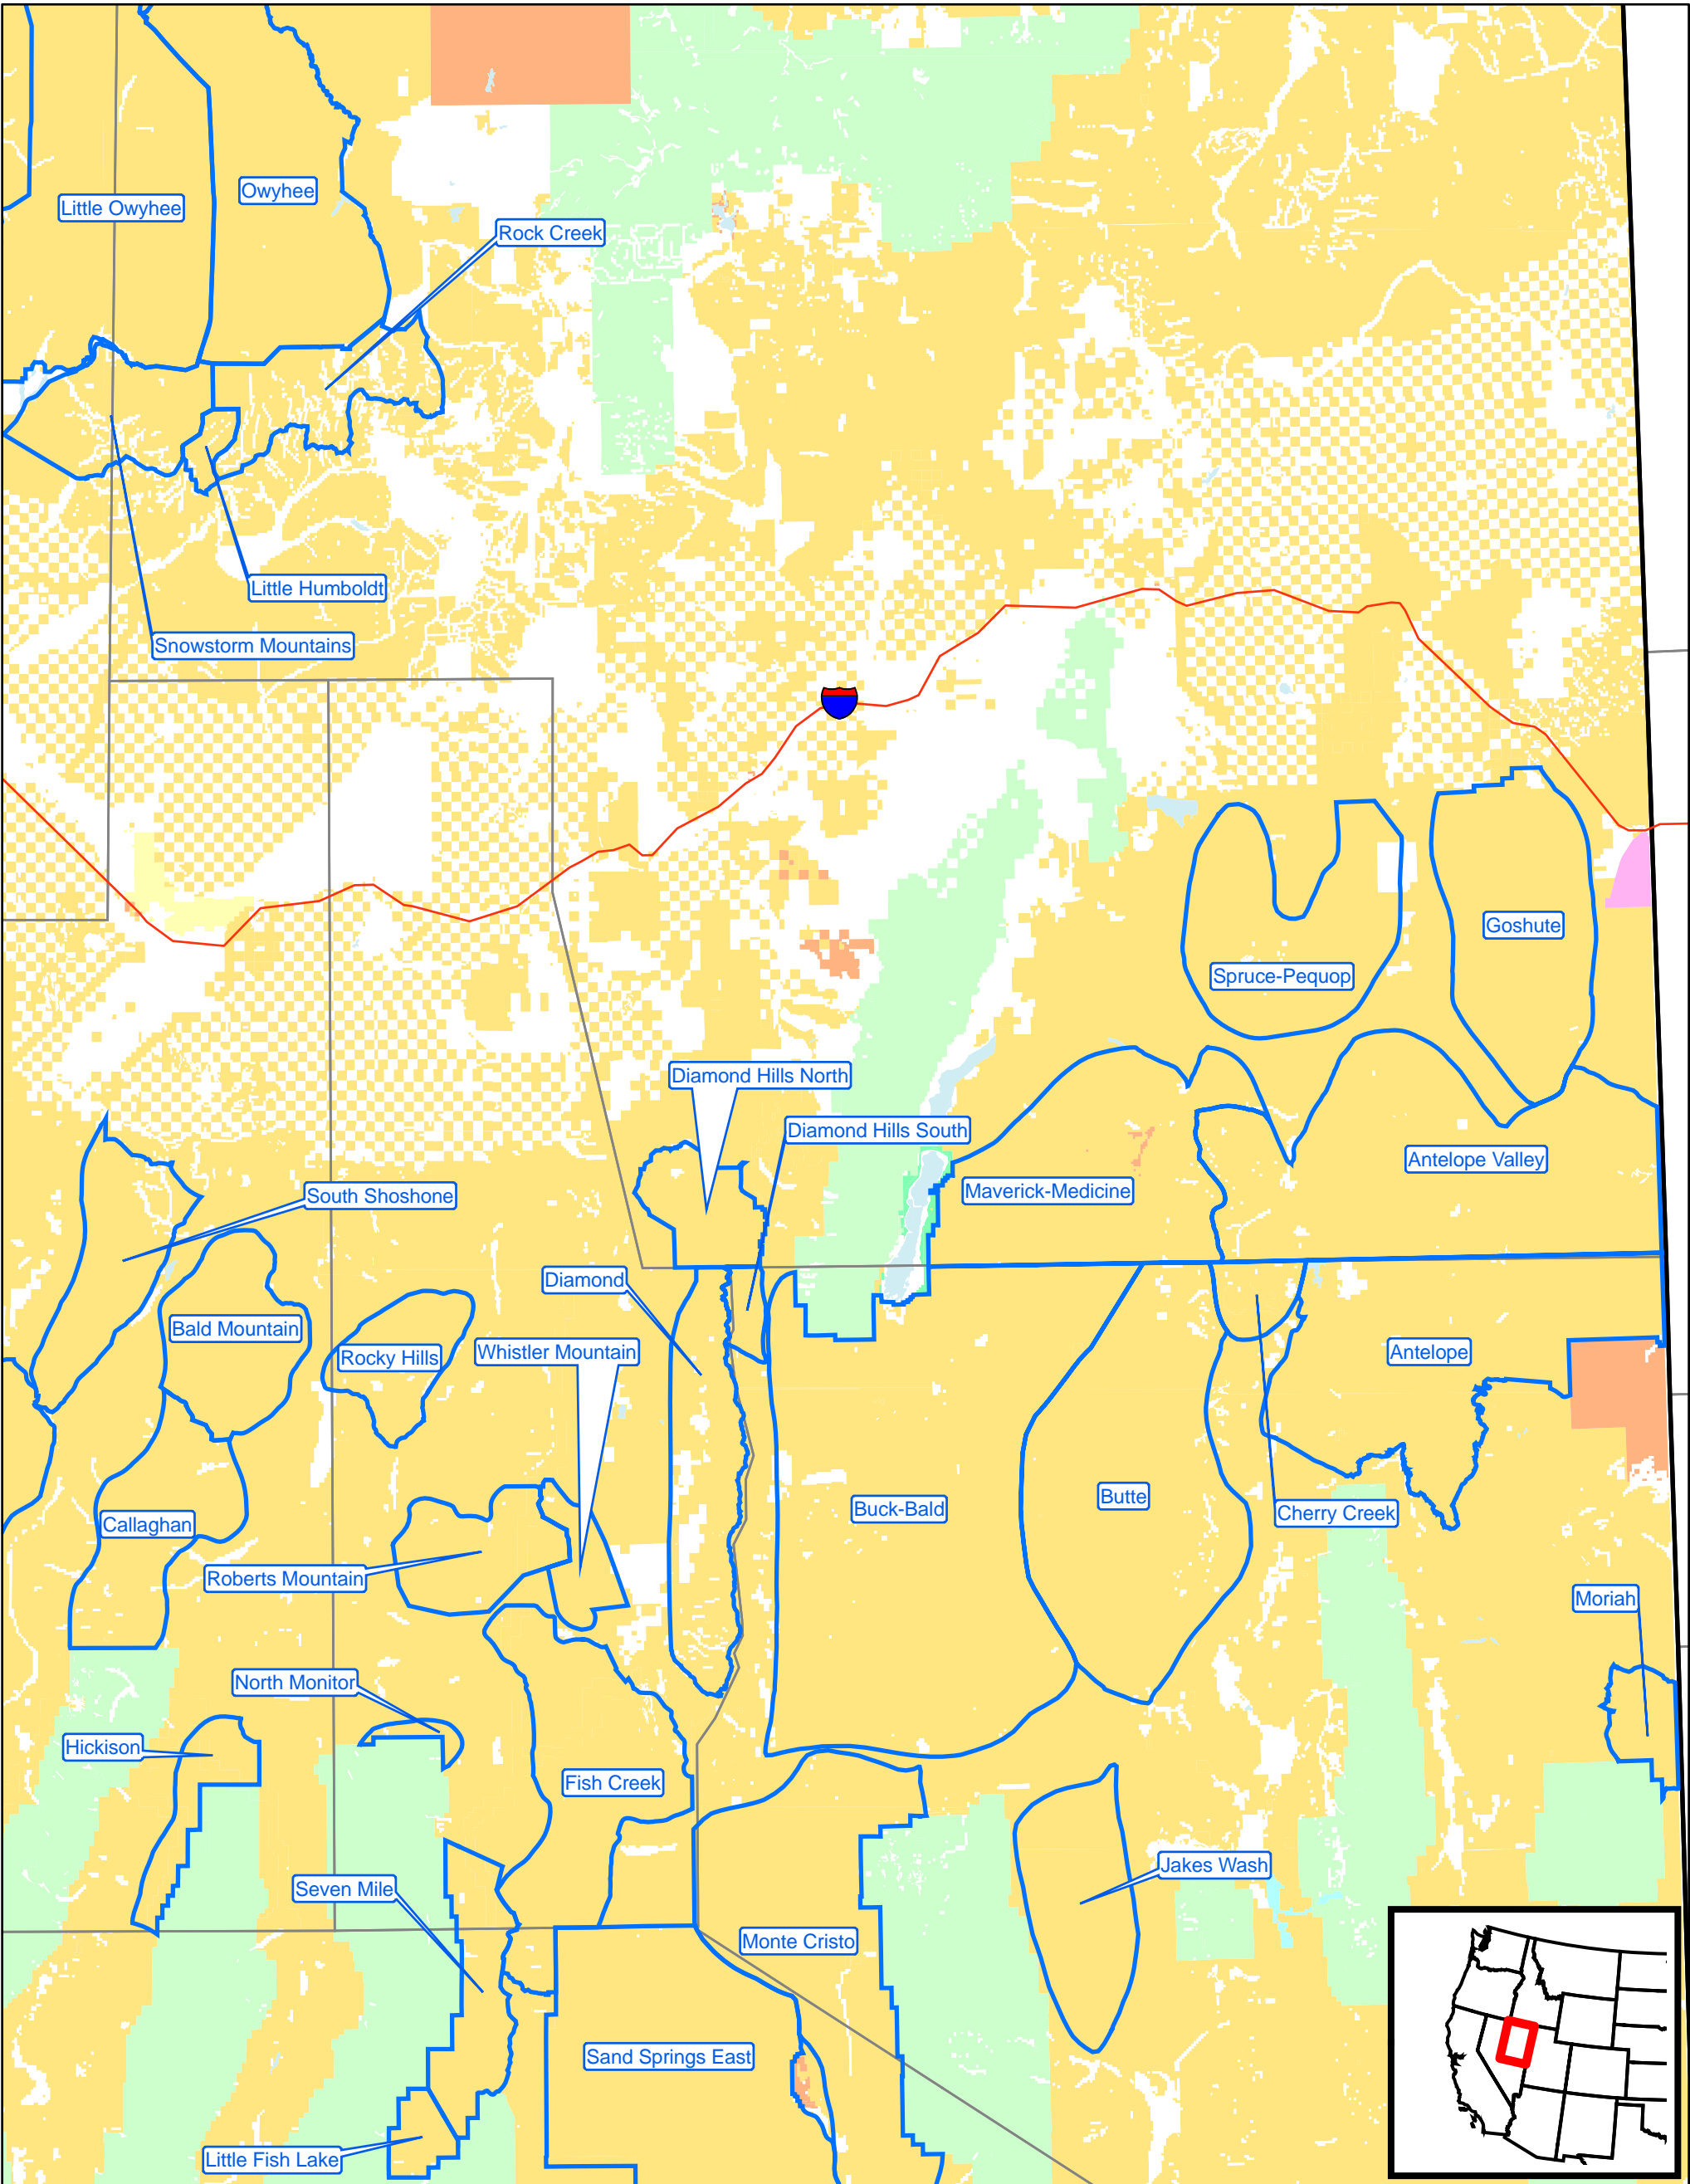 Owyhee
Little Owyhee
Rock Creek
Little Humboldt
Snowstorm Mountains
Goshute
Spruce-Pequop
Diamond Hills North
Diamond Hills South
Antelope Valley
Maverick-Medicine
South Shoshone
Diamond
Bald Mountain
Rocky Hills
Whistler Mountain
Antelope
Butte
Buck-Bald
Cherry Creek
Callaghan
Roberts Mountain
Moriah
North Monitor
Hickison
Fish Creek
Jakes Wash
Seven Mile
Monte Cristo
Sand Springs East
Little Fish Lake